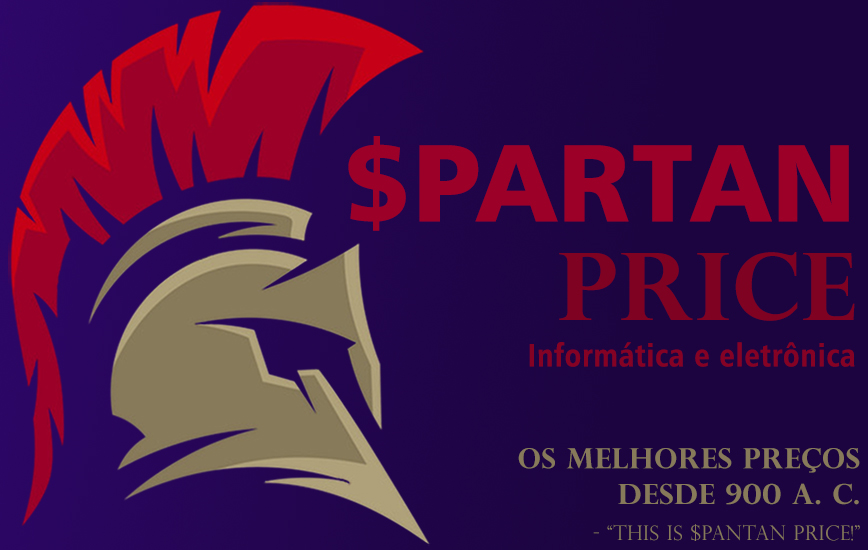 $PARTAN
PRICE
Informática e eletrônica
OS MELHORES PREÇOS
DESDE 900 A. C.
- “THIS IS $PANTAN PRICE!”